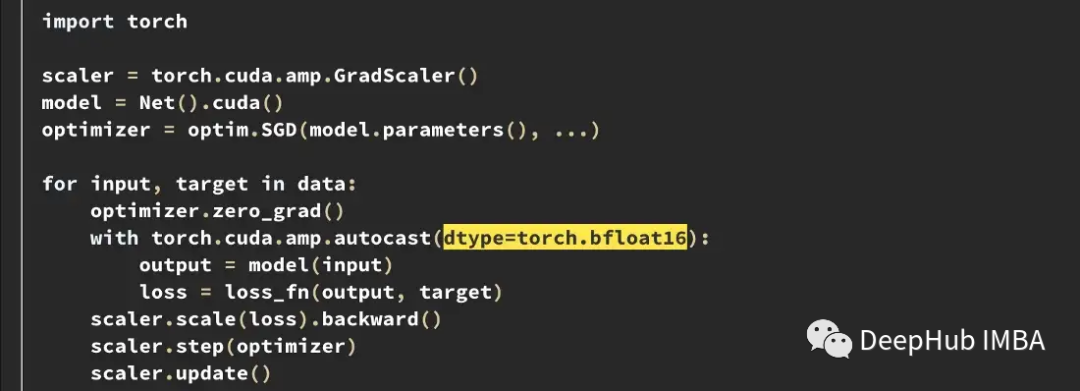 import torch
scaler = torch.cuda.amp.GradScaler()
model = Net().cuda()
optimizer = optim.SGD(model.parameters(), ...)
for input, target in data:
    optimizer.zero_grad()
    with torch.cuda.amp.autocast(dtype=torch.bfloat16):
        output = model(input)
        loss = loss_fn(output, target)
    scaler.scale(loss).backward()
    scaler.step(optimizer)
    scaler.update()
DeepHub IMBA